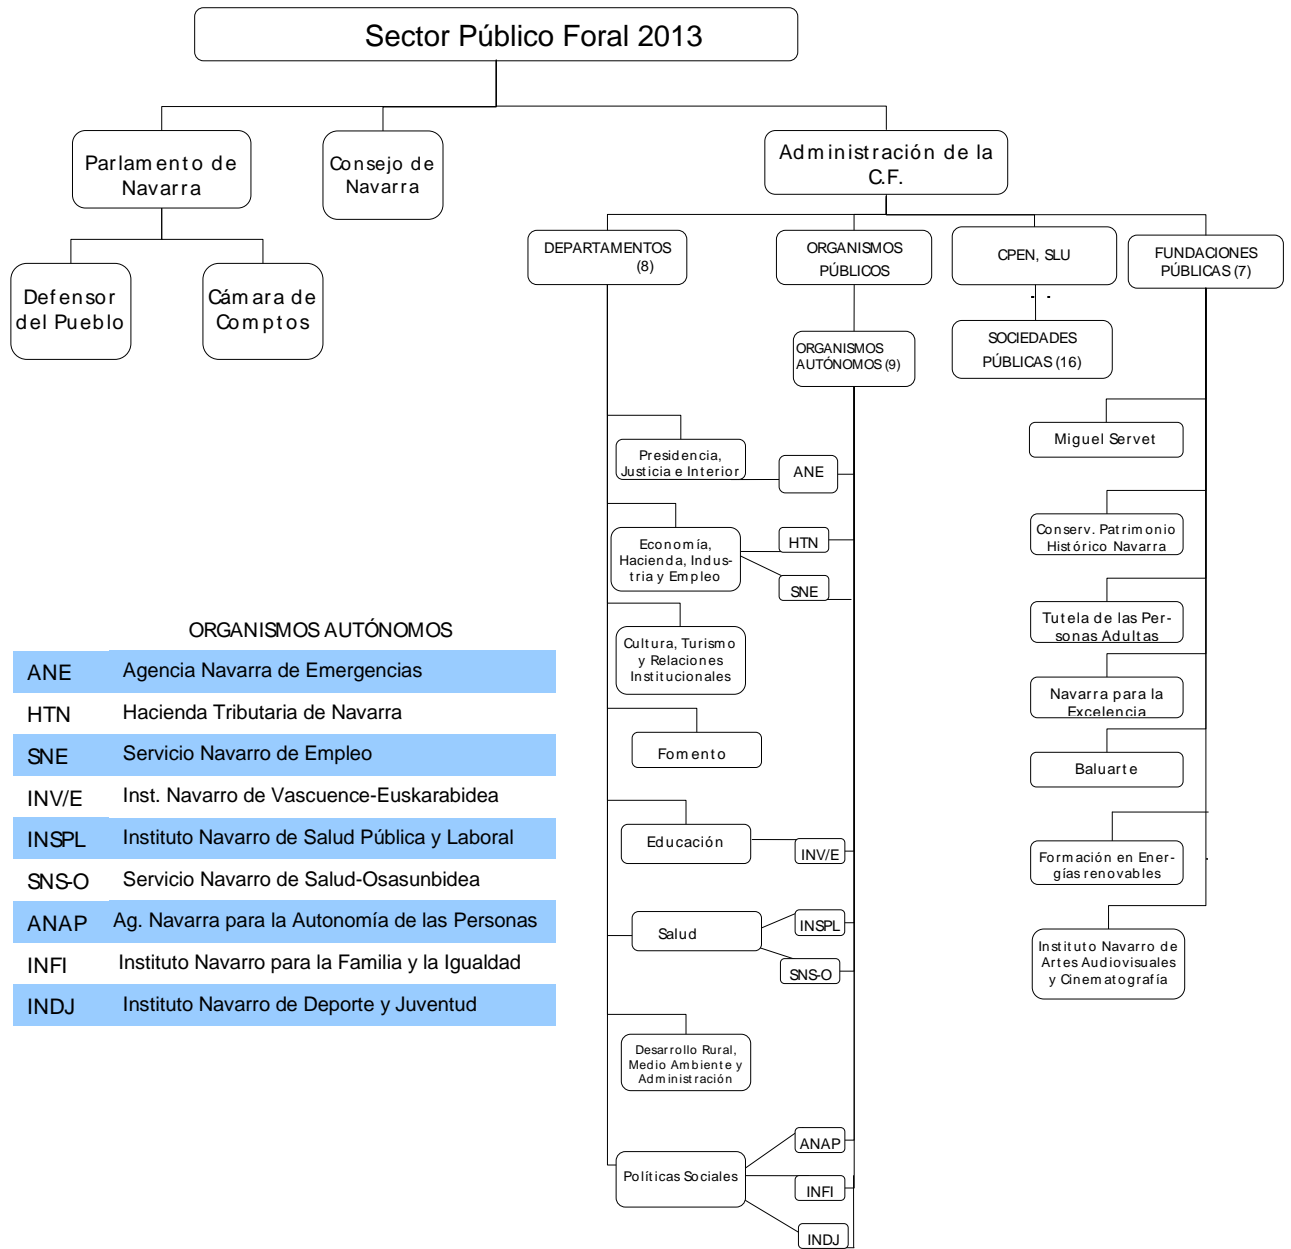 Sector Público Foral 2013
Parlamento de
Navarra
Consejo de
Navarra
Administración de la
C.F.
Defensor
del Pueblo
Cámara de
Comptos
DEPARTAMENTOS
(8)
ORGANISMOS
PÚBLICOS
CPEN, SLU
FUNDACIONES
PÚBLICAS (7)
ORGANISMOS
AUTÓNOMOS (9)
SOCIEDADES
PÚBLICAS (16)
Presidencia,
Justicia e Interior
ANE
Economía,
Hacienda, Indus-
tria y Empleo
HTN
SNE
Cultura, Turismo
y Relaciones
Institucionales
Fomento
Educación
INV/E
Salud
INSPL
SNS-O
Desarrollo Rural,
Medio Ambiente y
Administración
Políticas Sociales
ANAP
INFI
INDJ
Miguel Servet
Conserv. Patrimonio
Histórico Navarra
Tutela de las Per-
sonas Adultas
Navarra para la
Excelencia
Baluarte
Formación en Ener-
gías renovables
Instituto Navarro de
Artes Audiovisuales
y Cinematografía
ORGANISMOS AUTÓNOMOS
ANE Agencia Navarra de Emergencias
HTN Hacienda Tributaria de Navarra
SNE Servicio Navarro de Empleo
INV/E Inst. Navarro de Vascuence-Euskarabidea
INSPL Instituto Navarro de Salud Pública y Laboral
SNS-O Servicio Navarro de Salud-Osasunbidea
ANAP Ag. Navarra para la Autonomía de las Personas
INFI Instituto Navarro para la Familia y la Igualdad
INDJ Instituto Navarro de Deporte y Juventud